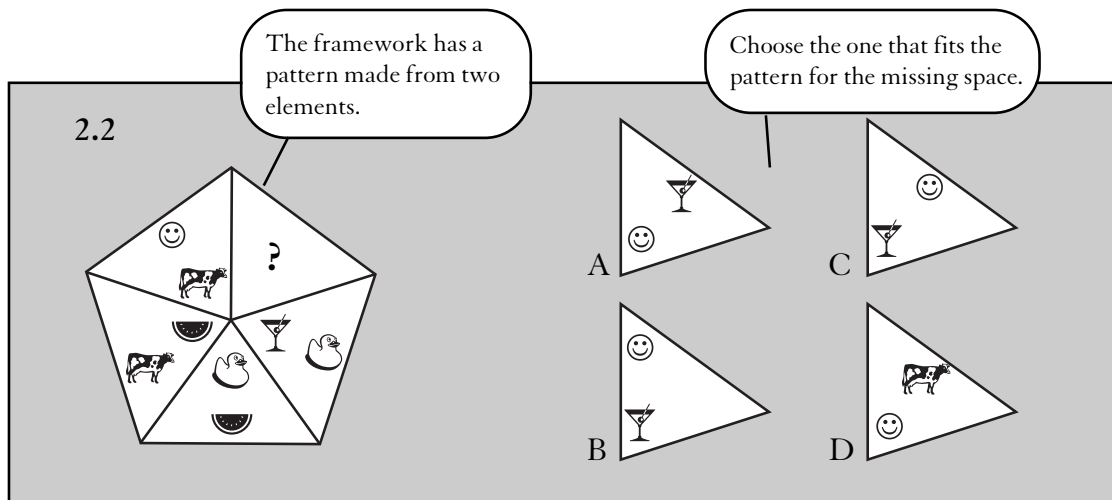 The framework has a
pattern made from two
elements.
Choose the one that fits the
pattern for the missing space.
2.2
?
A
C
B
D